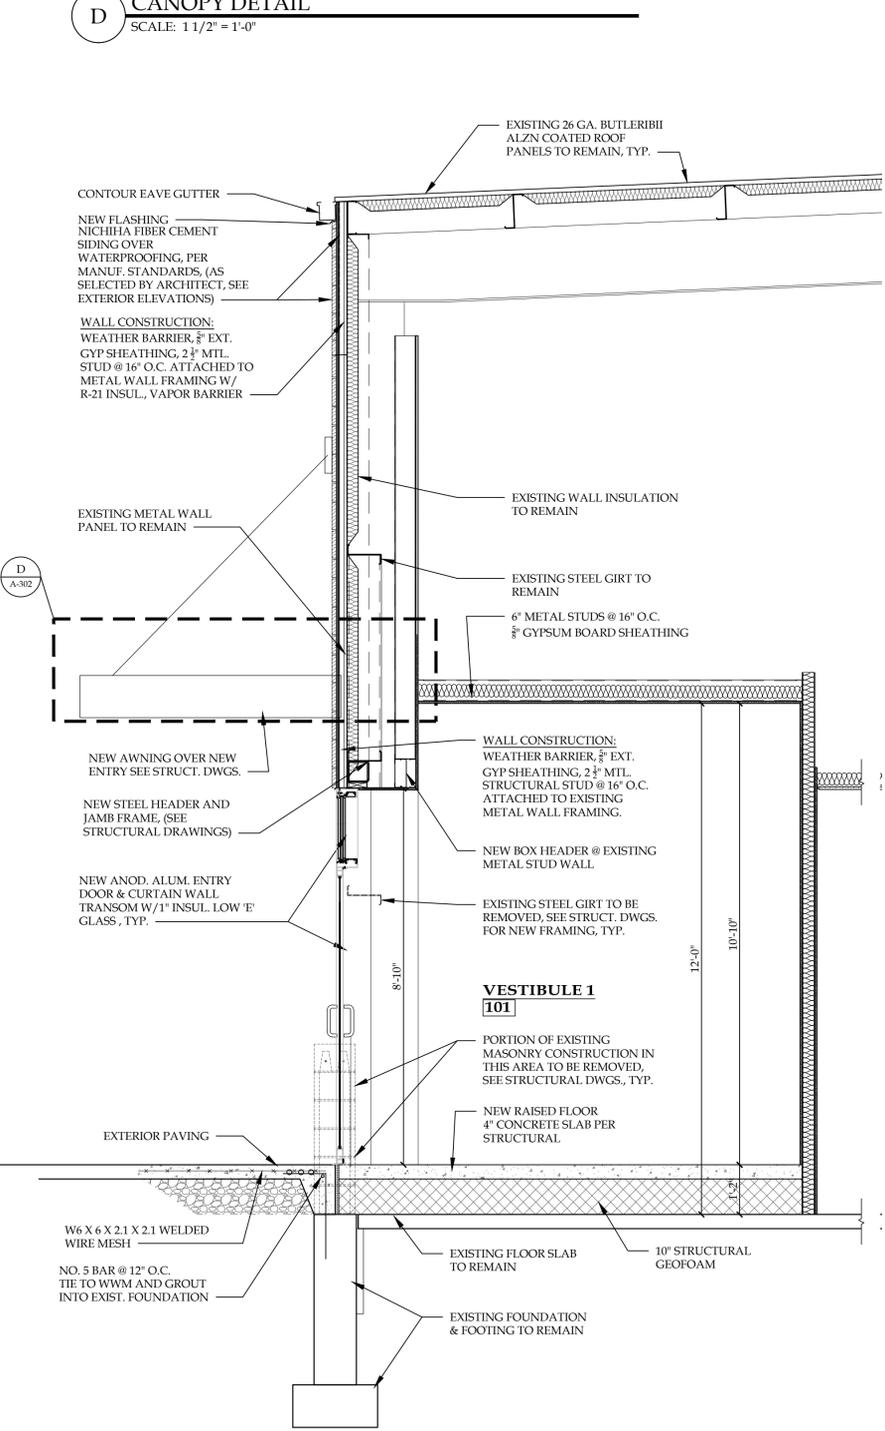 CANOPY DETAIL
D
SCALE: 1 1/2" = 1'-0"
EXISTING 26 GA. BUTLERIBII
ALZN COATED ROOF
PANELS TO REMAIN, TYP.
CONTOUR EAVE GUTTER
NEW FLASHING
NICHIHA FIBER CEMENT
SIDING OVER
WATERPROOFING, PER
MANUF. STANDARDS, (AS
SELECTED BY ARCHITECT, SEE
EXTERIOR ELEVATIONS)
WALL CONSTRUCTION:
WEATHER BARRIER, 5/8" EXT.
GYP SHEATHING, 2 1/2" MTL.
STUD @ 16" O.C. ATTACHED TO
METAL WALL FRAMING W/
R-21 INSUL., VAPOR BARRIER
EXISTING WALL INSULATION
TO REMAIN
EXISTING METAL WALL
PANEL TO REMAIN
D
A-302
EXISTING STEEL GIRT TO
REMAIN
6" METAL STUDS @ 16" O.C.
5/8" GYPSUM BOARD SHEATHING
NEW AWNING OVER NEW
ENTRY SEE STRUCT. DWGS.
WALL CONSTRUCTION:
WEATHER BARRIER, 5/8" EXT.
GYP SHEATHING, 2 1/2" MTL.
STRUCTURAL STUD @ 16" O.C.
ATTACHED TO EXISTING
METAL WALL FRAMING.
NEW STEEL HEADER AND
JAMB FRAME, (SEE
STRUCTURAL DRAWINGS)
NEW BOX HEADER @ EXISTING
METAL STUD WALL
NEW ANOD. ALUM. ENTRY
DOOR & CURTAIN WALL
TRANSOM W/1" INSUL. LOW 'E'
GLASS , TYP.
EXISTING STEEL GIRT TO BE
REMOVED, SEE STRUCT. DWGS.
FOR NEW FRAMING, TYP.
8'-10"
12'-0"
10'-10"
VESTIBULE 1
101
PORTION OF EXISTING
MASONRY CONSTRUCTION IN
THIS AREA TO BE REMOVED,
SEE STRUCTURAL DWGS., TYP.
NEW RAISED FLOOR
4" CONCRETE SLAB PER
STRUCTURAL
EXTERIOR PAVING
1'-2"
W6 X 6 X 2.1 X 2.1 WELDED
WIRE MESH
NO. 5 BAR @ 12" O.C.
TIE TO WWM AND GROUT
INTO EXIST. FOUNDATION
EXISTING FLOOR SLAB
TO REMAIN
10" STRUCTURAL
GEOFOAM
EXISTING FOUNDATION
& FOOTING TO REMAIN